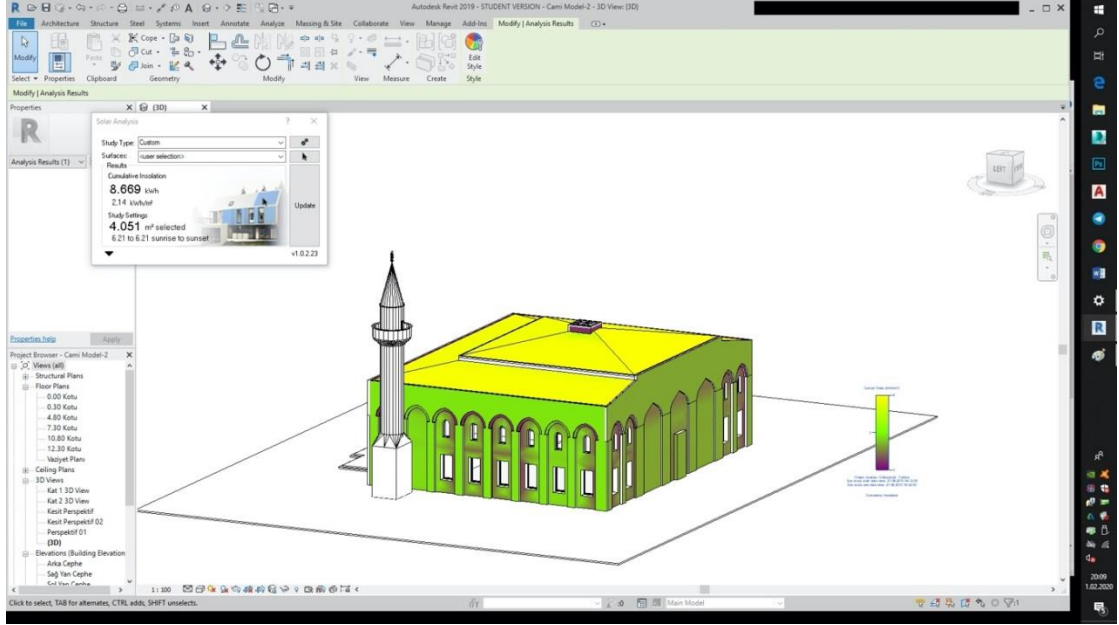 Autodesk Revit 2019 - STUDENT VERSION - Cami Model-2 - 3D View: {3D}
File Architecture Structure Steel Systems Insert Annotate Analyze Massing & Site Collaborate View Manage Add-Ins Modify | Analysis Results
Modify
Properties
Paste
Cope
Cut
Join
Edit
Style
Select Properties Clipboard Geometry Modify View Measure Create Style
Modify | Analysis Results
Properties
{3D}
R
Analysis Results (1)
Solar Analysis
Study Type: Custom
Surfaces: <user selection>
Results
Cumulative Insolation
8.669 kWh
2,14 kWh/m²
Study Settings
4.051 m² selected
6.21 to 6.21 sunrise to sunset
Update
v1.0.2.23
LEFT
Properties help
Apply
Project Browser - Cami Model-2
Views (all)
Structural Plans
Floor Plans
0.00 Kotu
0.30 Kotu
4.80 Kotu
7.30 Kotu
10.80 Kotu
12.30 Kotu
Vaziyet Planı
Ceiling Plans
3D Views
Kat 1 3D View
Kat 2 3D View
Kesit Perspektif
Kesit Perspektif 02
Perspektif 01
{3D}
Elevations (Building Elevation
Arka Cephe
Sağ Yan Cephe
Sol Yan Cephe
1 : 100
Click to select, TAB for alternates, CTRL adds, SHIFT unselects.
:0
Main Model
:1
20:09
1.02.2020